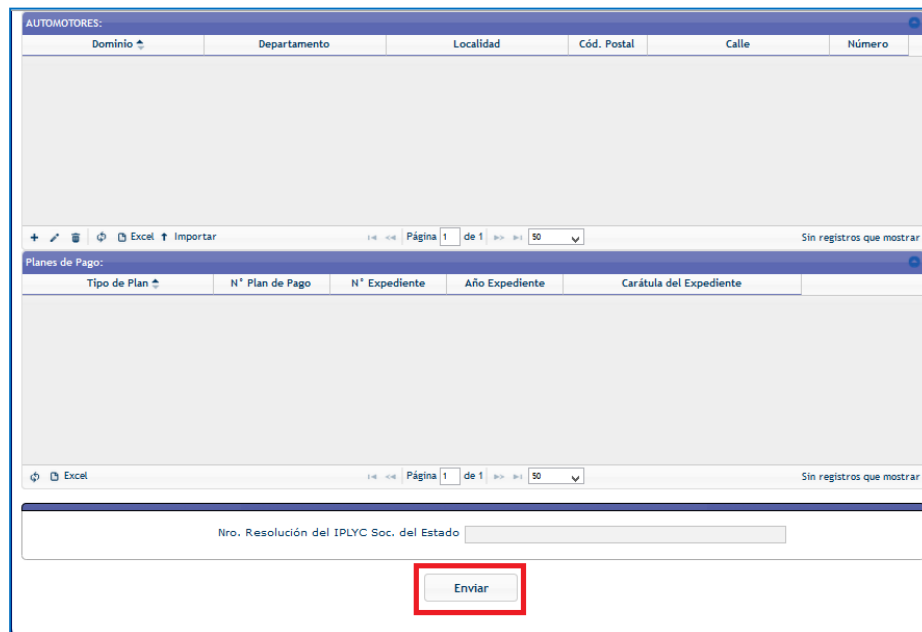 AUTOMOTORES:
Dominio Departamento Localidad Cód. Postal Calle Número
Excel Importar Página 1 de 1 50 Sin registros que mostrar
Planes de Pago:
Tipo de Plan N° Plan de Pago N° Expediente Año Expediente Carátula del Expediente
Excel Página 1 de 1 50 Sin registros que mostrar
Nro. Resolución del IPLYC Soc. del Estado
Enviar